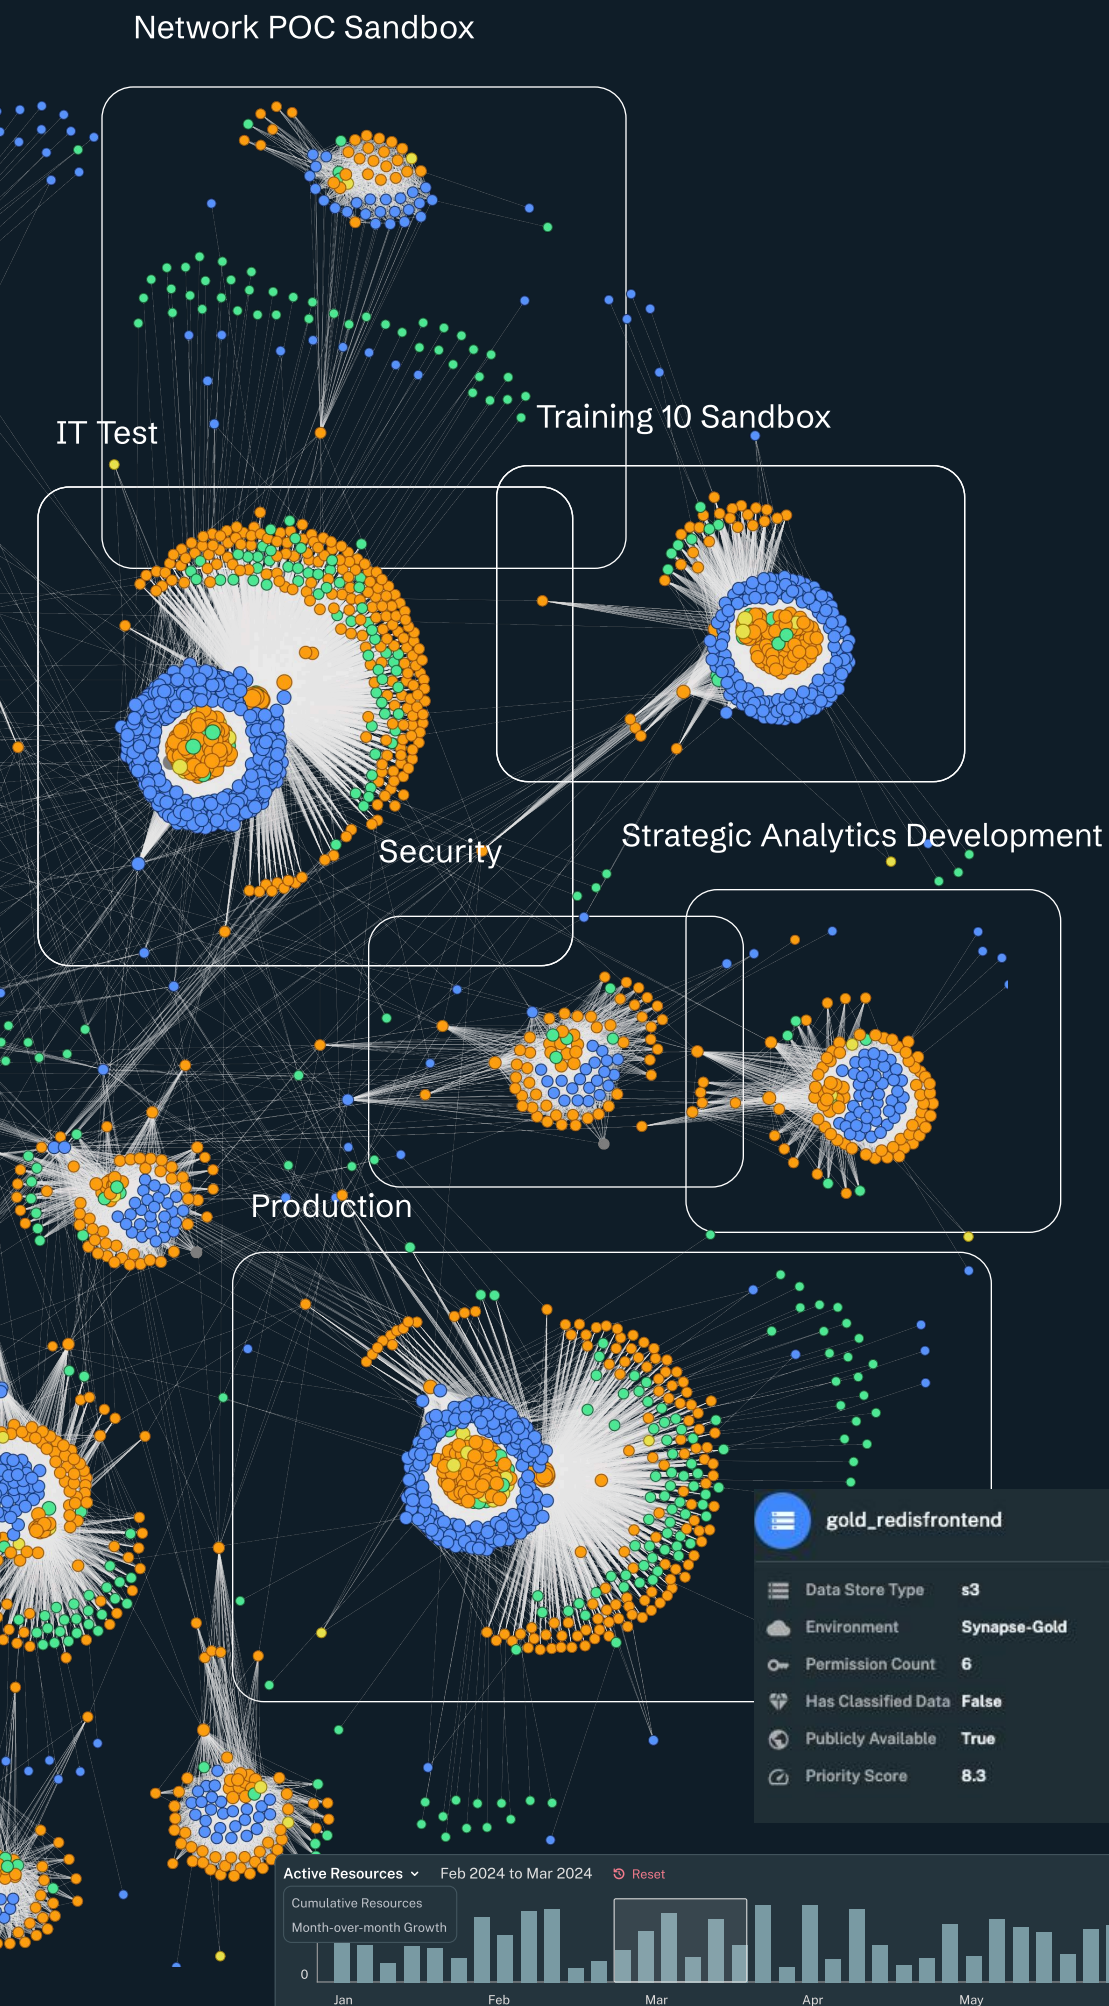 Network POC Sandbox
Training 10 Sandbox
IT Test
Security
Strategic Analytics Development
Production
gold_redisfrontend
Data Store Type s3
Environment Synapse-Gold
Permission Count 6
Has Classified Data False
Publicly Available True
Priority Score 8.3
Active Resources Feb 2024 to Mar 2024 Reset
Cumulative Resources
Month-over-month Growth
0
Jan Feb Mar Apr May